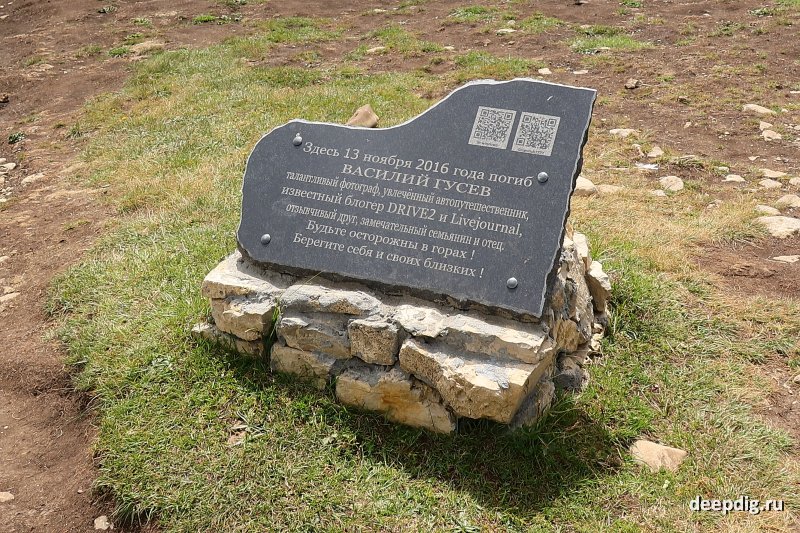 Здесь 13 ноября 2016 года погиб
ВАСИЛИЙ ГУСЕВ
талантливый фотограф, увлечённый автопутешественник,
известный блогер DRIVE2 и Livejournal,
отзывчивый друг, замечательный семьянин и отец.
Будьте осторожны в горах !
Берегите себя и своих близких !
deepdig.ru